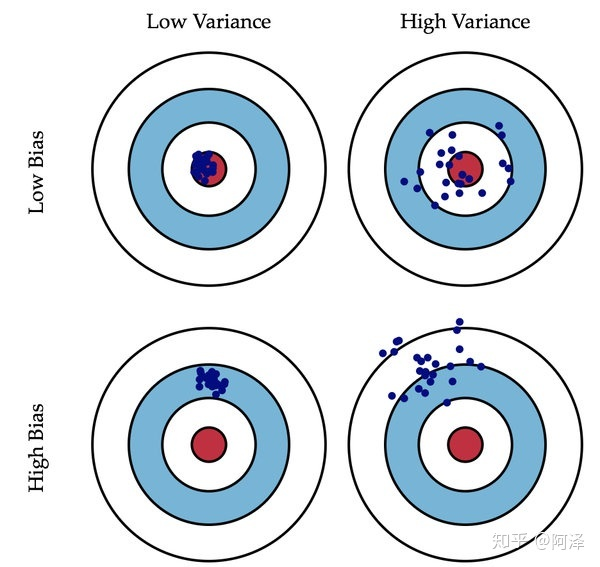 Low Variance
High Variance
Low Bias
High Bias
知乎 @阿泽